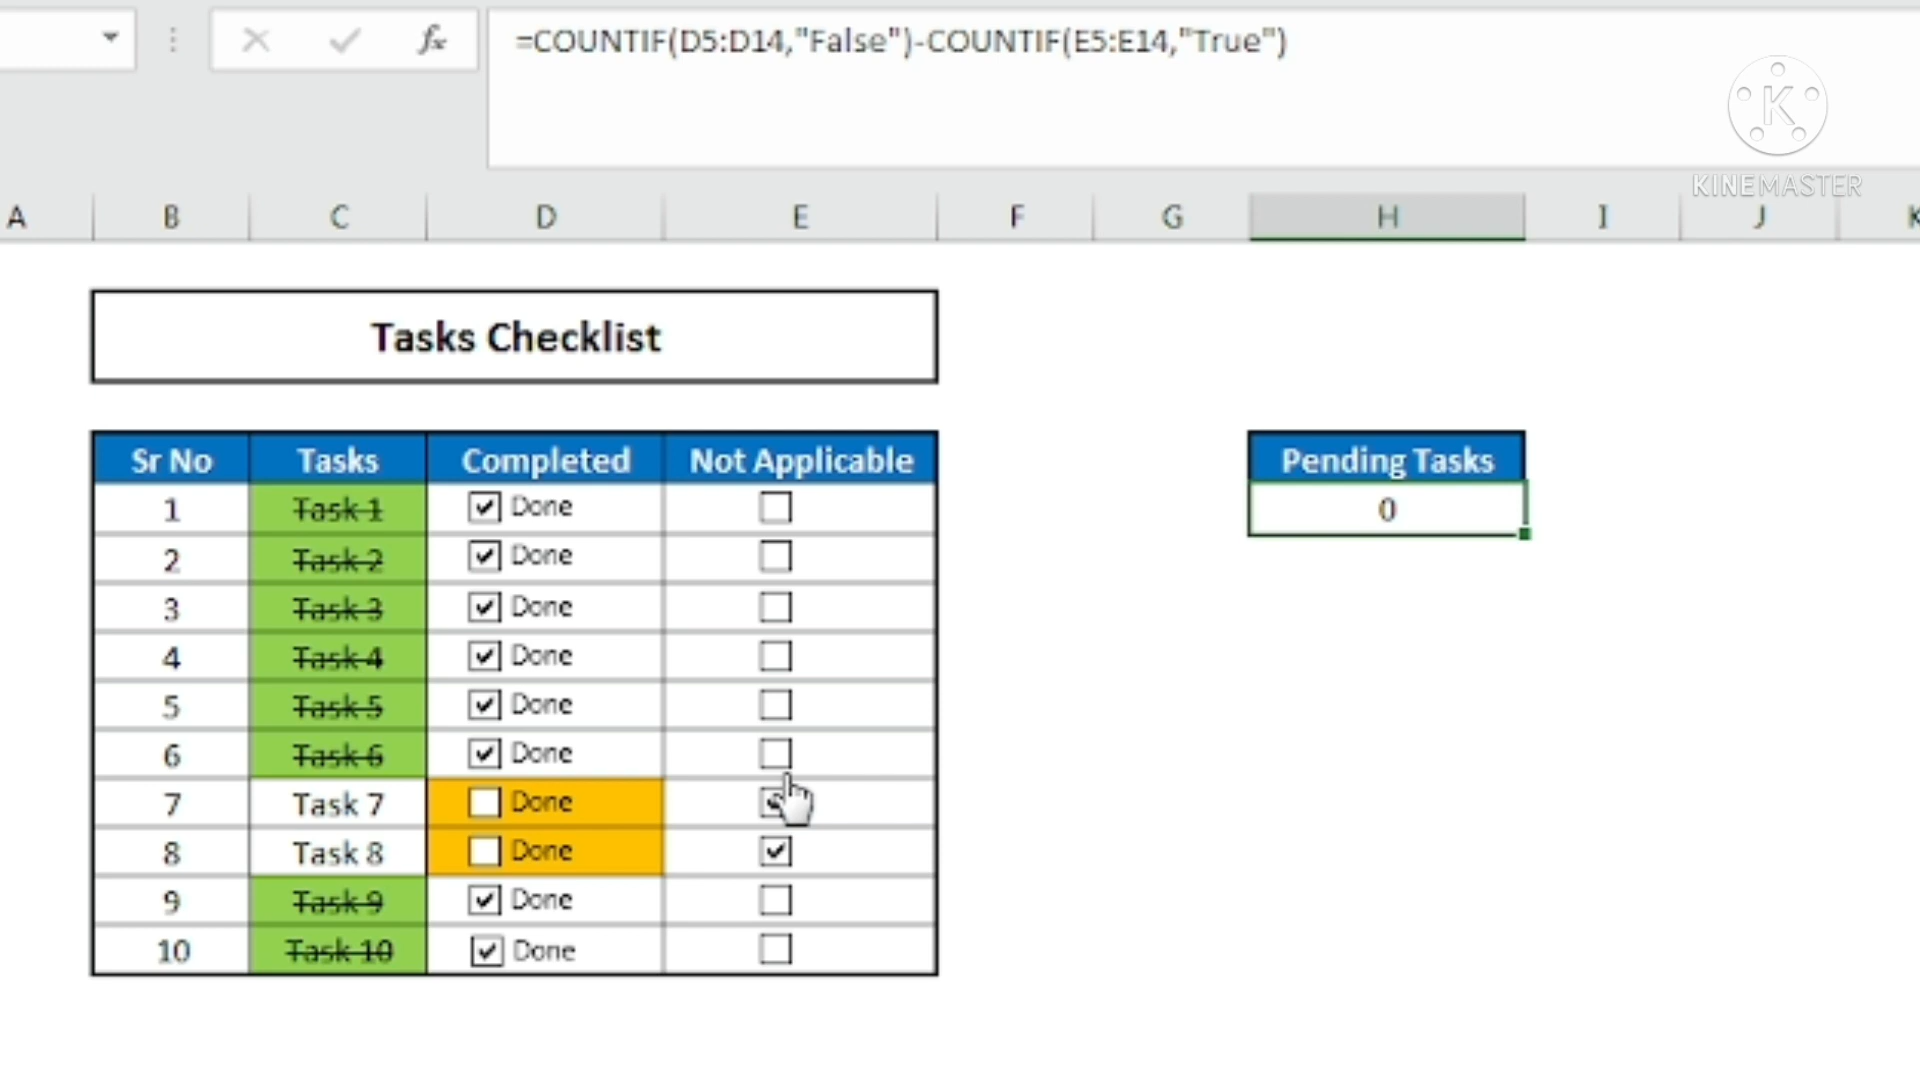 fx =COUNTIF(D5:D14,"False")-COUNTIF(E5:E14,"True")
K
KINEMASTER
A B C D E F G H I J K
Tasks Checklist
Sr No Tasks Completed Not Applicable Pending Tasks
1 Task 1 Done 0
2 Task 2 Done
3 Task 3 Done
4 Task 4 Done
5 Task 5 Done
6 Task 6 Done
7 Task 7 Done
8 Task 8 Done
9 Task 9 Done
10 Task 10 Done